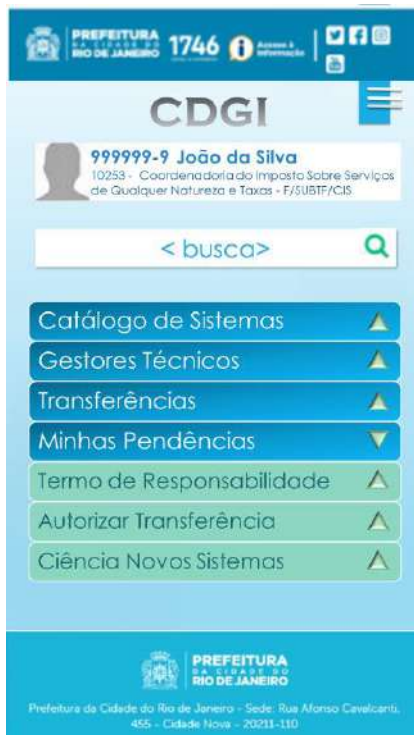 PREFEITURA
DA CIDADE DO
RIO DE JANEIRO
1746
Acesso à
Informação
CDGI
999999-9 João da Silva
10253 - Coordenadoria do Imposto Sobre Serviços
de Qualquer Natureza e Taxas - F/SUBTF/CIS
< busca>
Catálogo de Sistemas
Gestores Técnicos
Transferências
Minhas Pendências
Termo de Responsabilidade
Autorizar Transferência
Ciência Novos Sistemas
PREFEITURA
DA CIDADE DO
RIO DE JANEIRO
Prefeitura da Cidade do Rio de Janeiro - Sede: Rua Afonso Cavalcanti,
455 - Cidade Nova - 20211-110